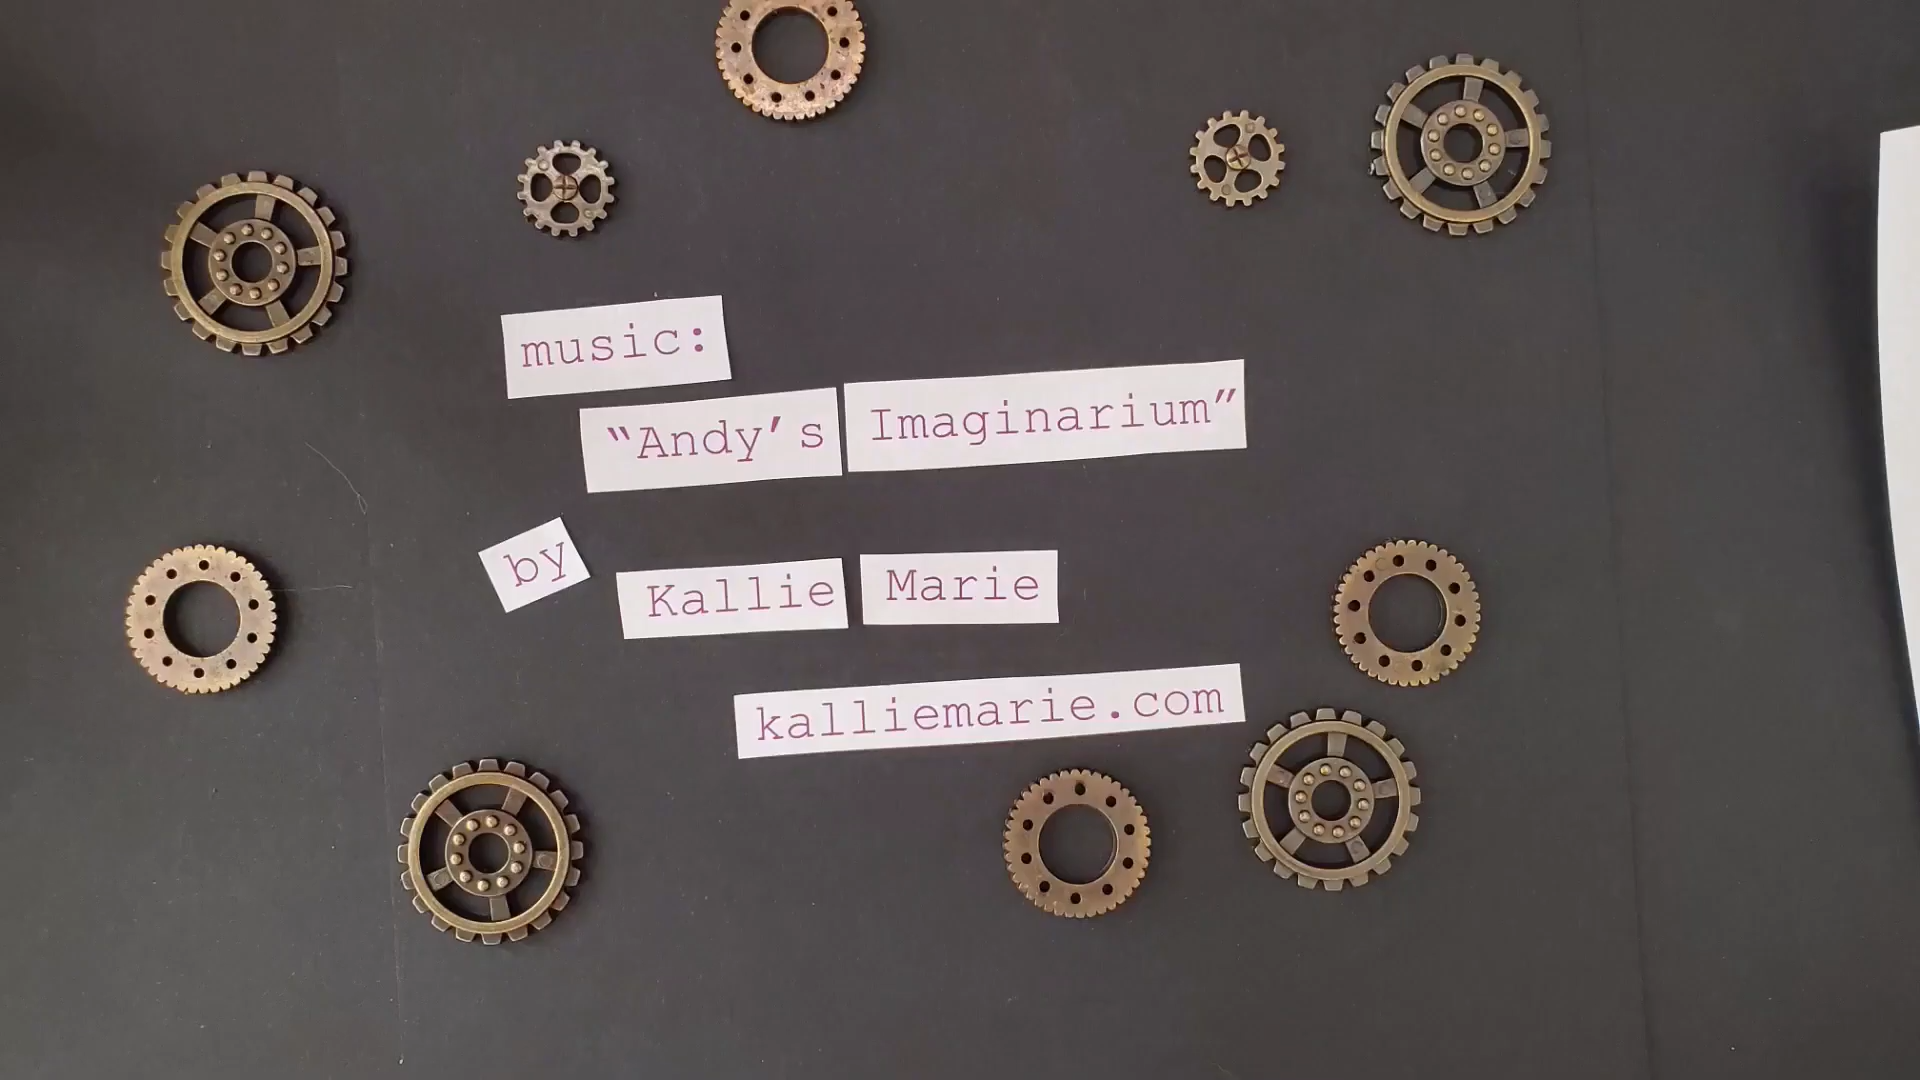 music:
“Andy’s Imaginarium”
by
Kallie Marie
kalliemarie.com